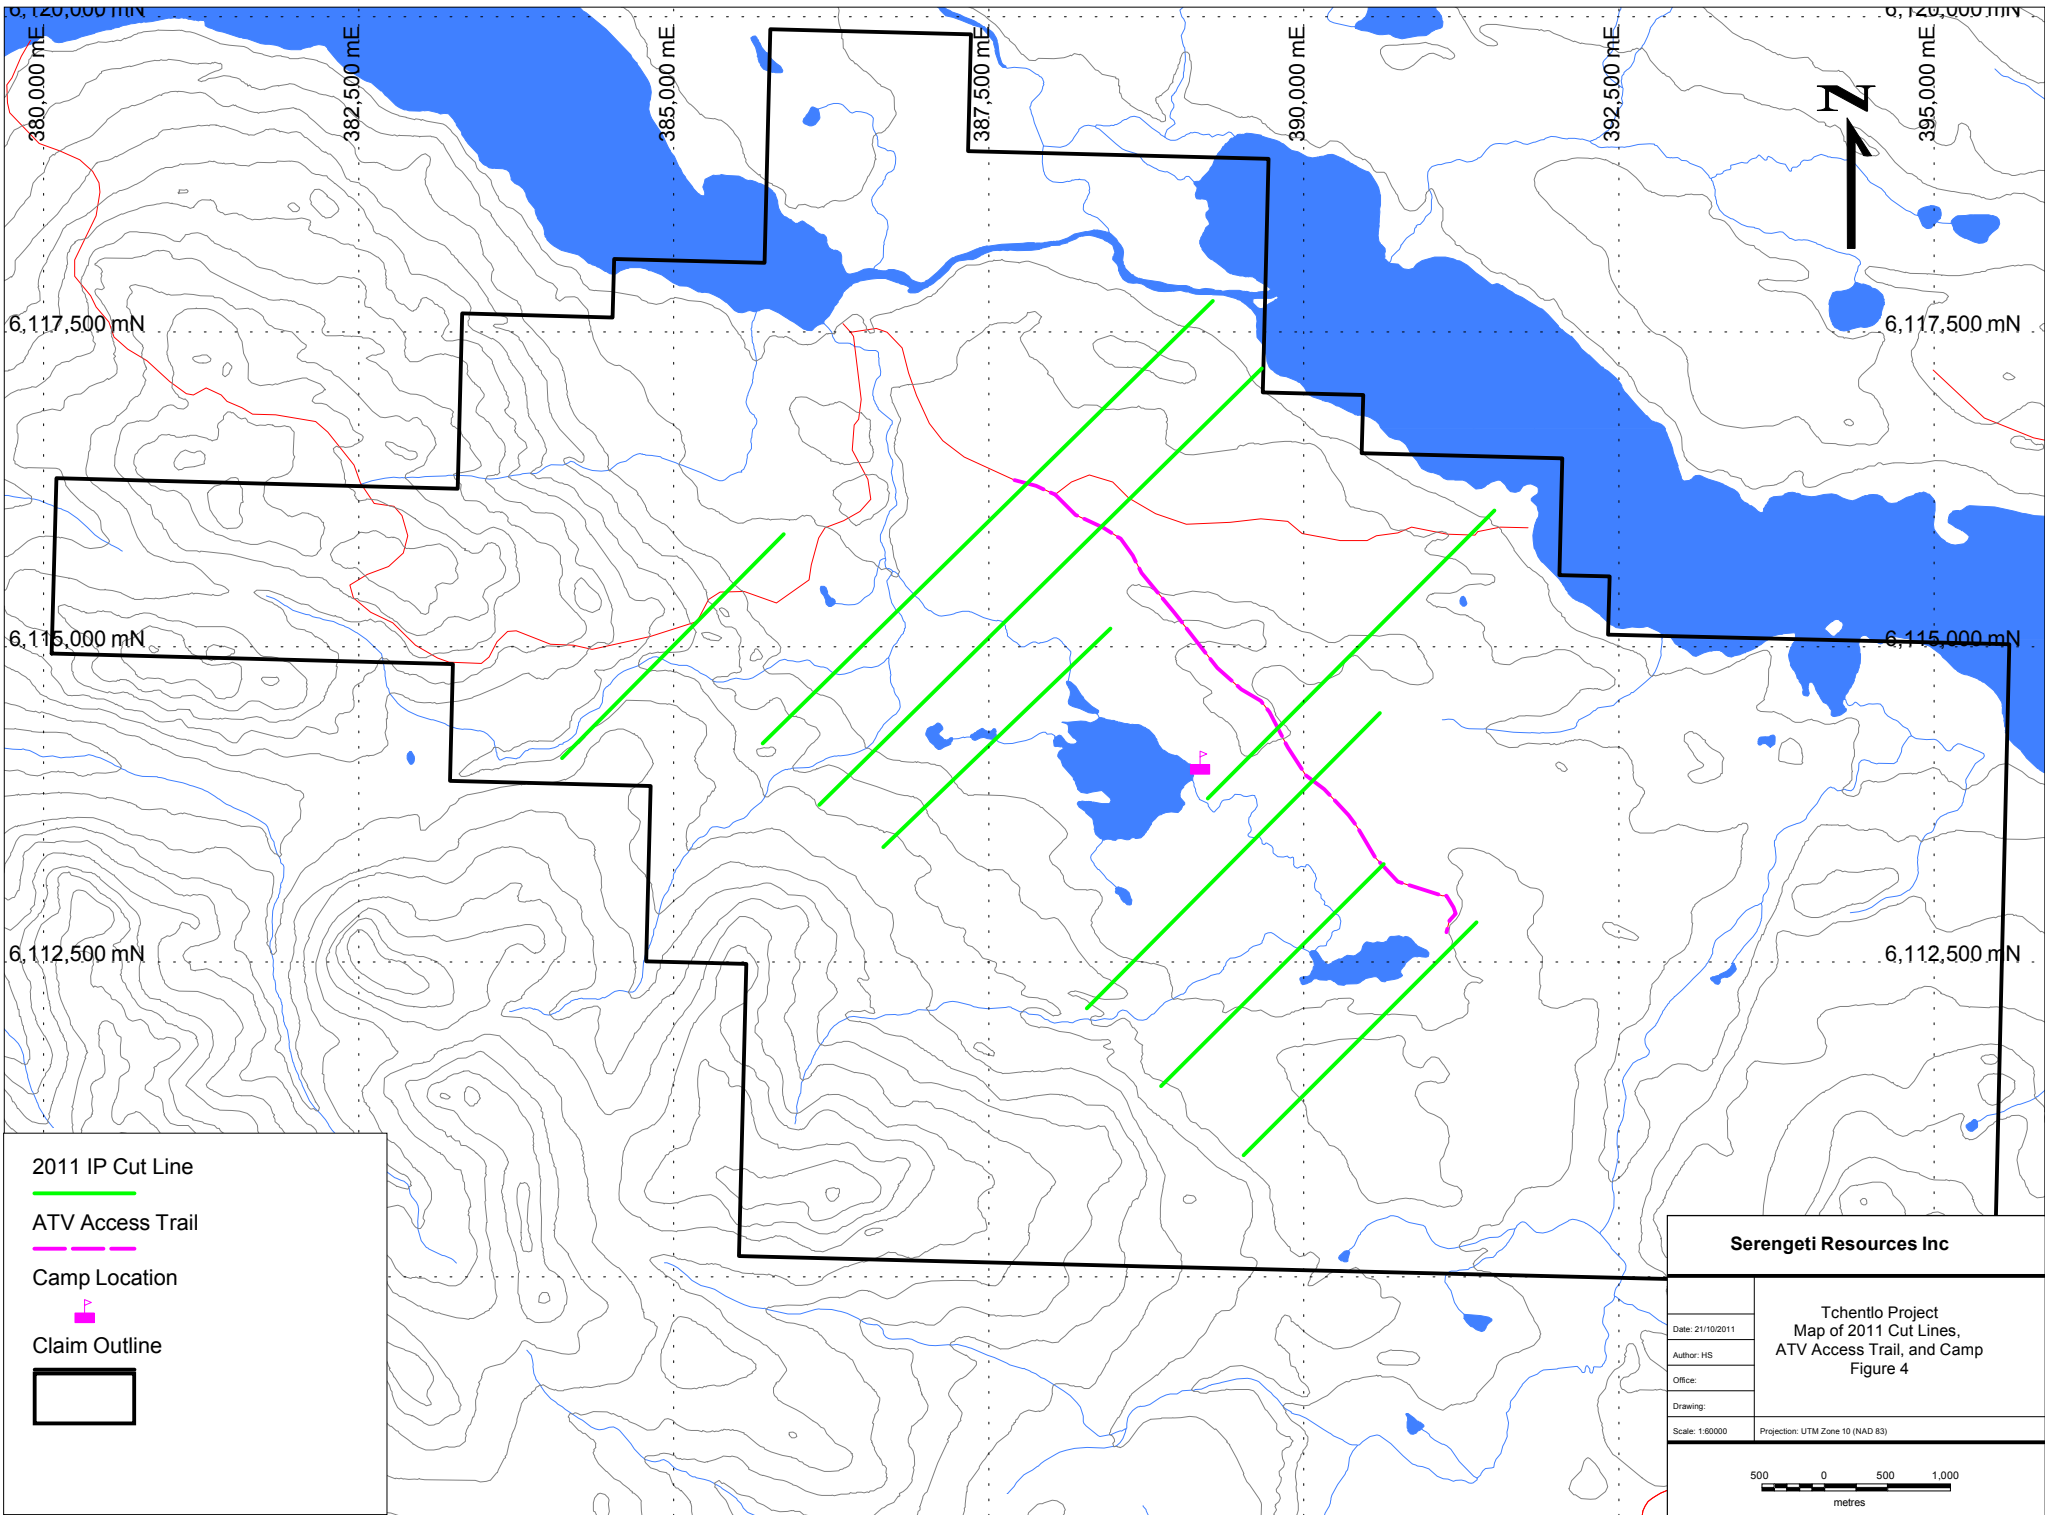 6,120,000 mN
6,120,000 mN
380,000 mE
382,500 mE
385,000 mE
387,500 mE
390,000 mE
392,500 mE
395,000 mE
N
6,117,500 mN
6,117,500 mN
6,115,000 mN
6,115,000 mN
6,112,500 mN
6,112,500 mN
2011 IP Cut Line
ATV Access Trail
Camp Location
Claim Outline
Serengeti Resources Inc
Tchentlo Project
Map of 2011 Cut Lines,
ATV Access Trail, and Camp
Figure 4
Date: 21/10/2011
Author: HS
Office:
Drawing:
Scale: 1:60000
Projection: UTM Zone 10 (NAD 83)
500 0 500 1,000
metres